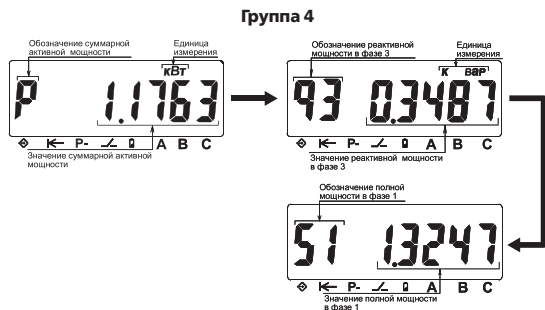 Группа 4
Обозначение суммарной
активной мощности
Единица
измерения
кВт
P 1.1763
P- A B C
Значение суммарной активной
мощности
Обозначение реактивной
мощности в фазе 3
Единица
измерения
к вар
93 0.3487
P- A B C
Значение реактивной мощности
в фазе 3
Обозначение полной
мощности в фазе 1
S1 1.3247
P- A B C
Значение полной мощности
в фазе 1